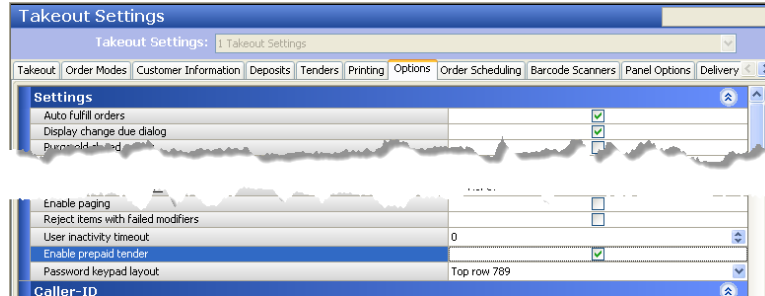 Takeout Settings
Takeout Settings: 1 Takeout Settings
Takeout Order Modes Customer Information Deposits Tenders Printing Options Order Scheduling Barcode Scanners Panel Options Delivery
Settings
Auto fulfill orders
Display change due dialog
Enable paging
Reject items with failed modifiers
User inactivity timeout 0
Enable prepaid tender
Password keypad layout Top row 789
Caller-ID